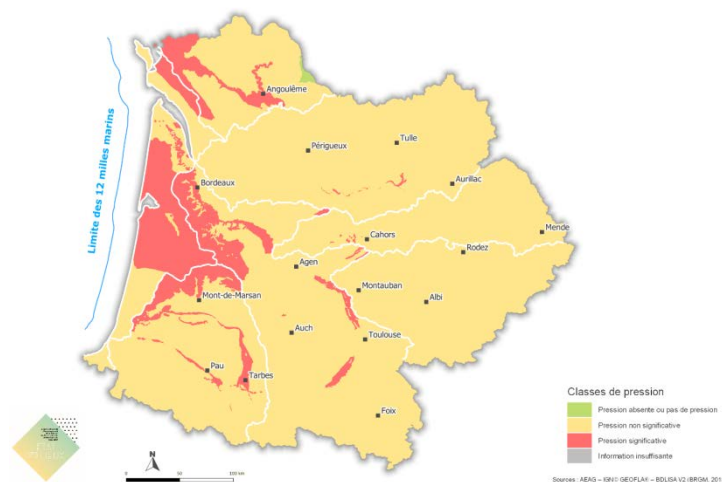 Limite des 12 milles marins
Angoulême
Périgueux
Tulle
Bordeaux
Aurillac
Cahors
Mende
Rodez
Agen
Montauban
Mont-de-Marsan
Albi
Auch
Toulouse
Pau
Tarbes
Foix
Classes de pression
Pression absente ou pas de pression
Pression non significative
Pression significative
Information insuffisante
N
0 50 100 km
Sources : AEAG – IGN© GEOFLA® – BDLISA V2 (BRGM, 201